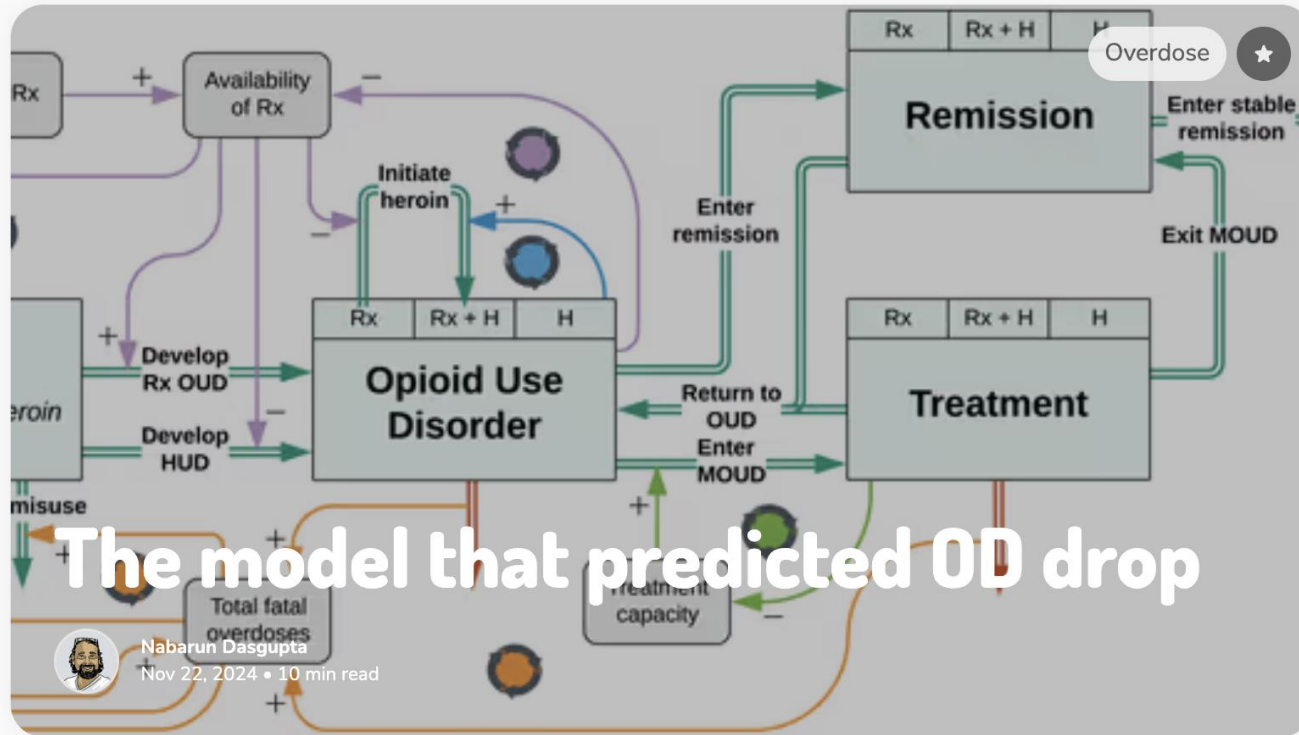 Rx
+
Availability
of Rx
−
Rx
Rx + H
H
Overdose
Remission
Enter stable
remission
Initiate
heroin
+
−
Enter
remission
Exit MOUD
+
Develop
Rx OUD
−
Develop
HUD
eroin
Rx
Rx + H
H
Opioid Use
Disorder
Return to
OUD
Enter
MOUD
Rx
Rx + H
H
Treatment
misuse
+
+
+
The model that predicted OD drop
Treatment
capacity
−
Total fatal
overdoses
Nabarun Dasgupta
Nov 22, 2024 • 10 min read
+
+